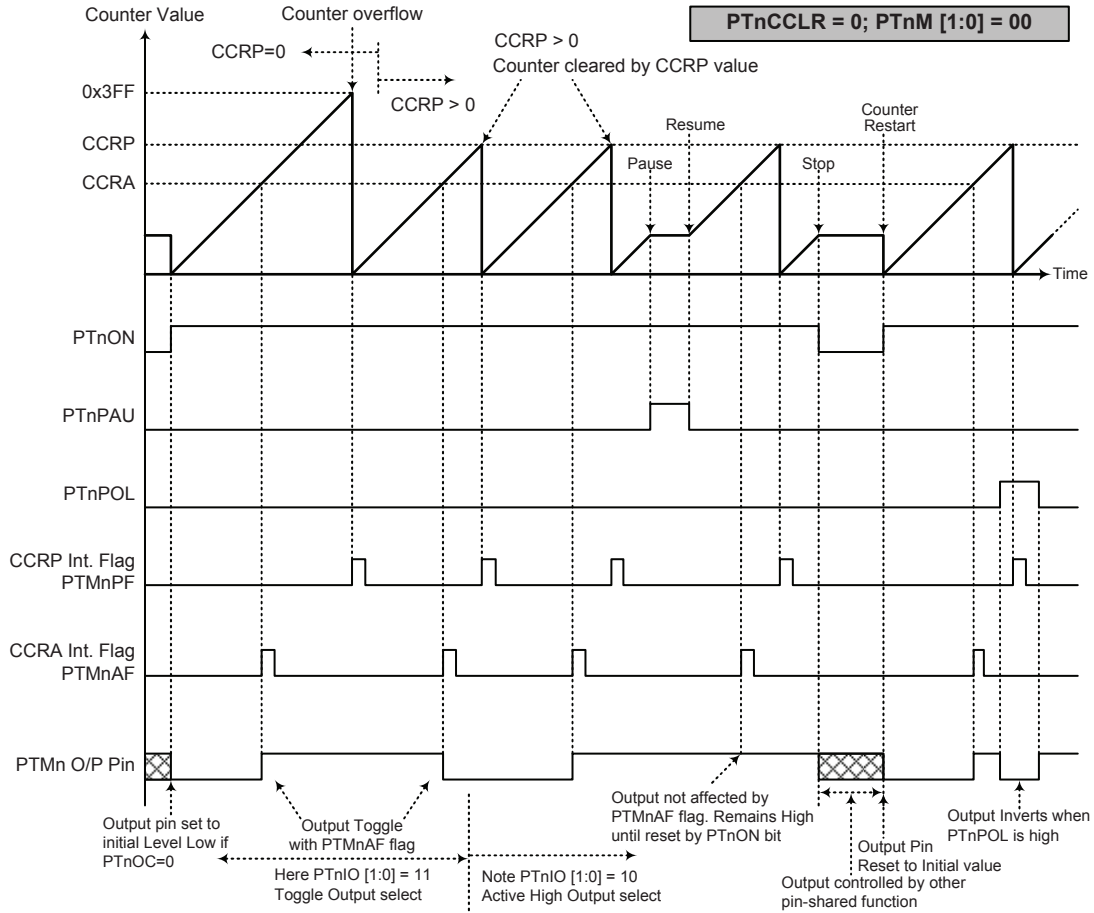 Counter Value
Counter overflow
PTnCCLR = 0; PTnM [1:0] = 00
CCRP=0
CCRP > 0
CCRP > 0
Counter cleared by CCRP value
0x3FF
CCRP
CCRA
Pause
Resume
Stop
Counter
Restart
Time
PTnON
PTnPAU
PTnPOL
CCRP Int. Flag
PTMnPF
CCRA Int. Flag
PTMnAF
PTMn O/P Pin
Output pin set to
initial Level Low if
PTnOC=0
Output Toggle
with PTMnAF flag
Here PTnIO [1:0] = 11
Toggle Output select
Note PTnIO [1:0] = 10
Active High Output select
Output not affected by
PTMnAF flag. Remains High
until reset by PTnON bit
Output Pin
Reset to Initial value
Output controlled by other
pin-shared function
Output Inverts when
PTnPOL is high